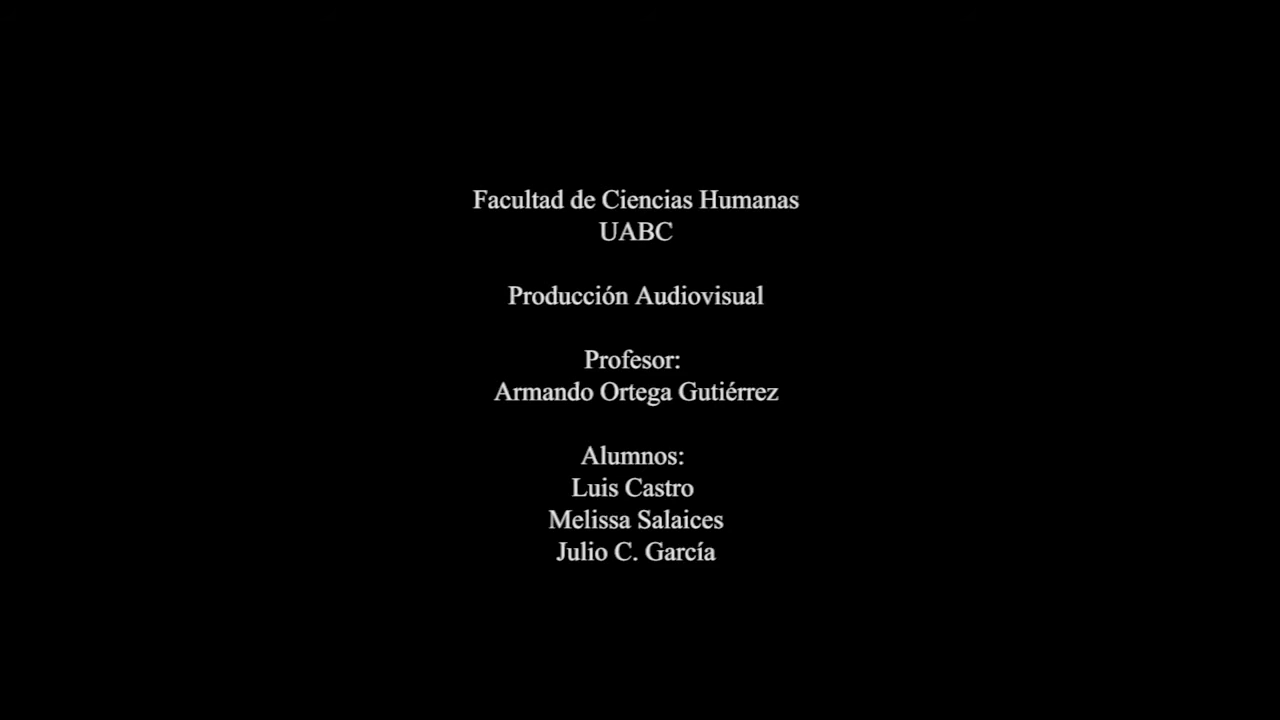 Facultad de Ciencias Humanas
UABC
Producción Audiovisual
Profesor:
Armando Ortega Gutiérrez
Alumnos:
Luis Castro
Melissa Salaices
Julio C. García